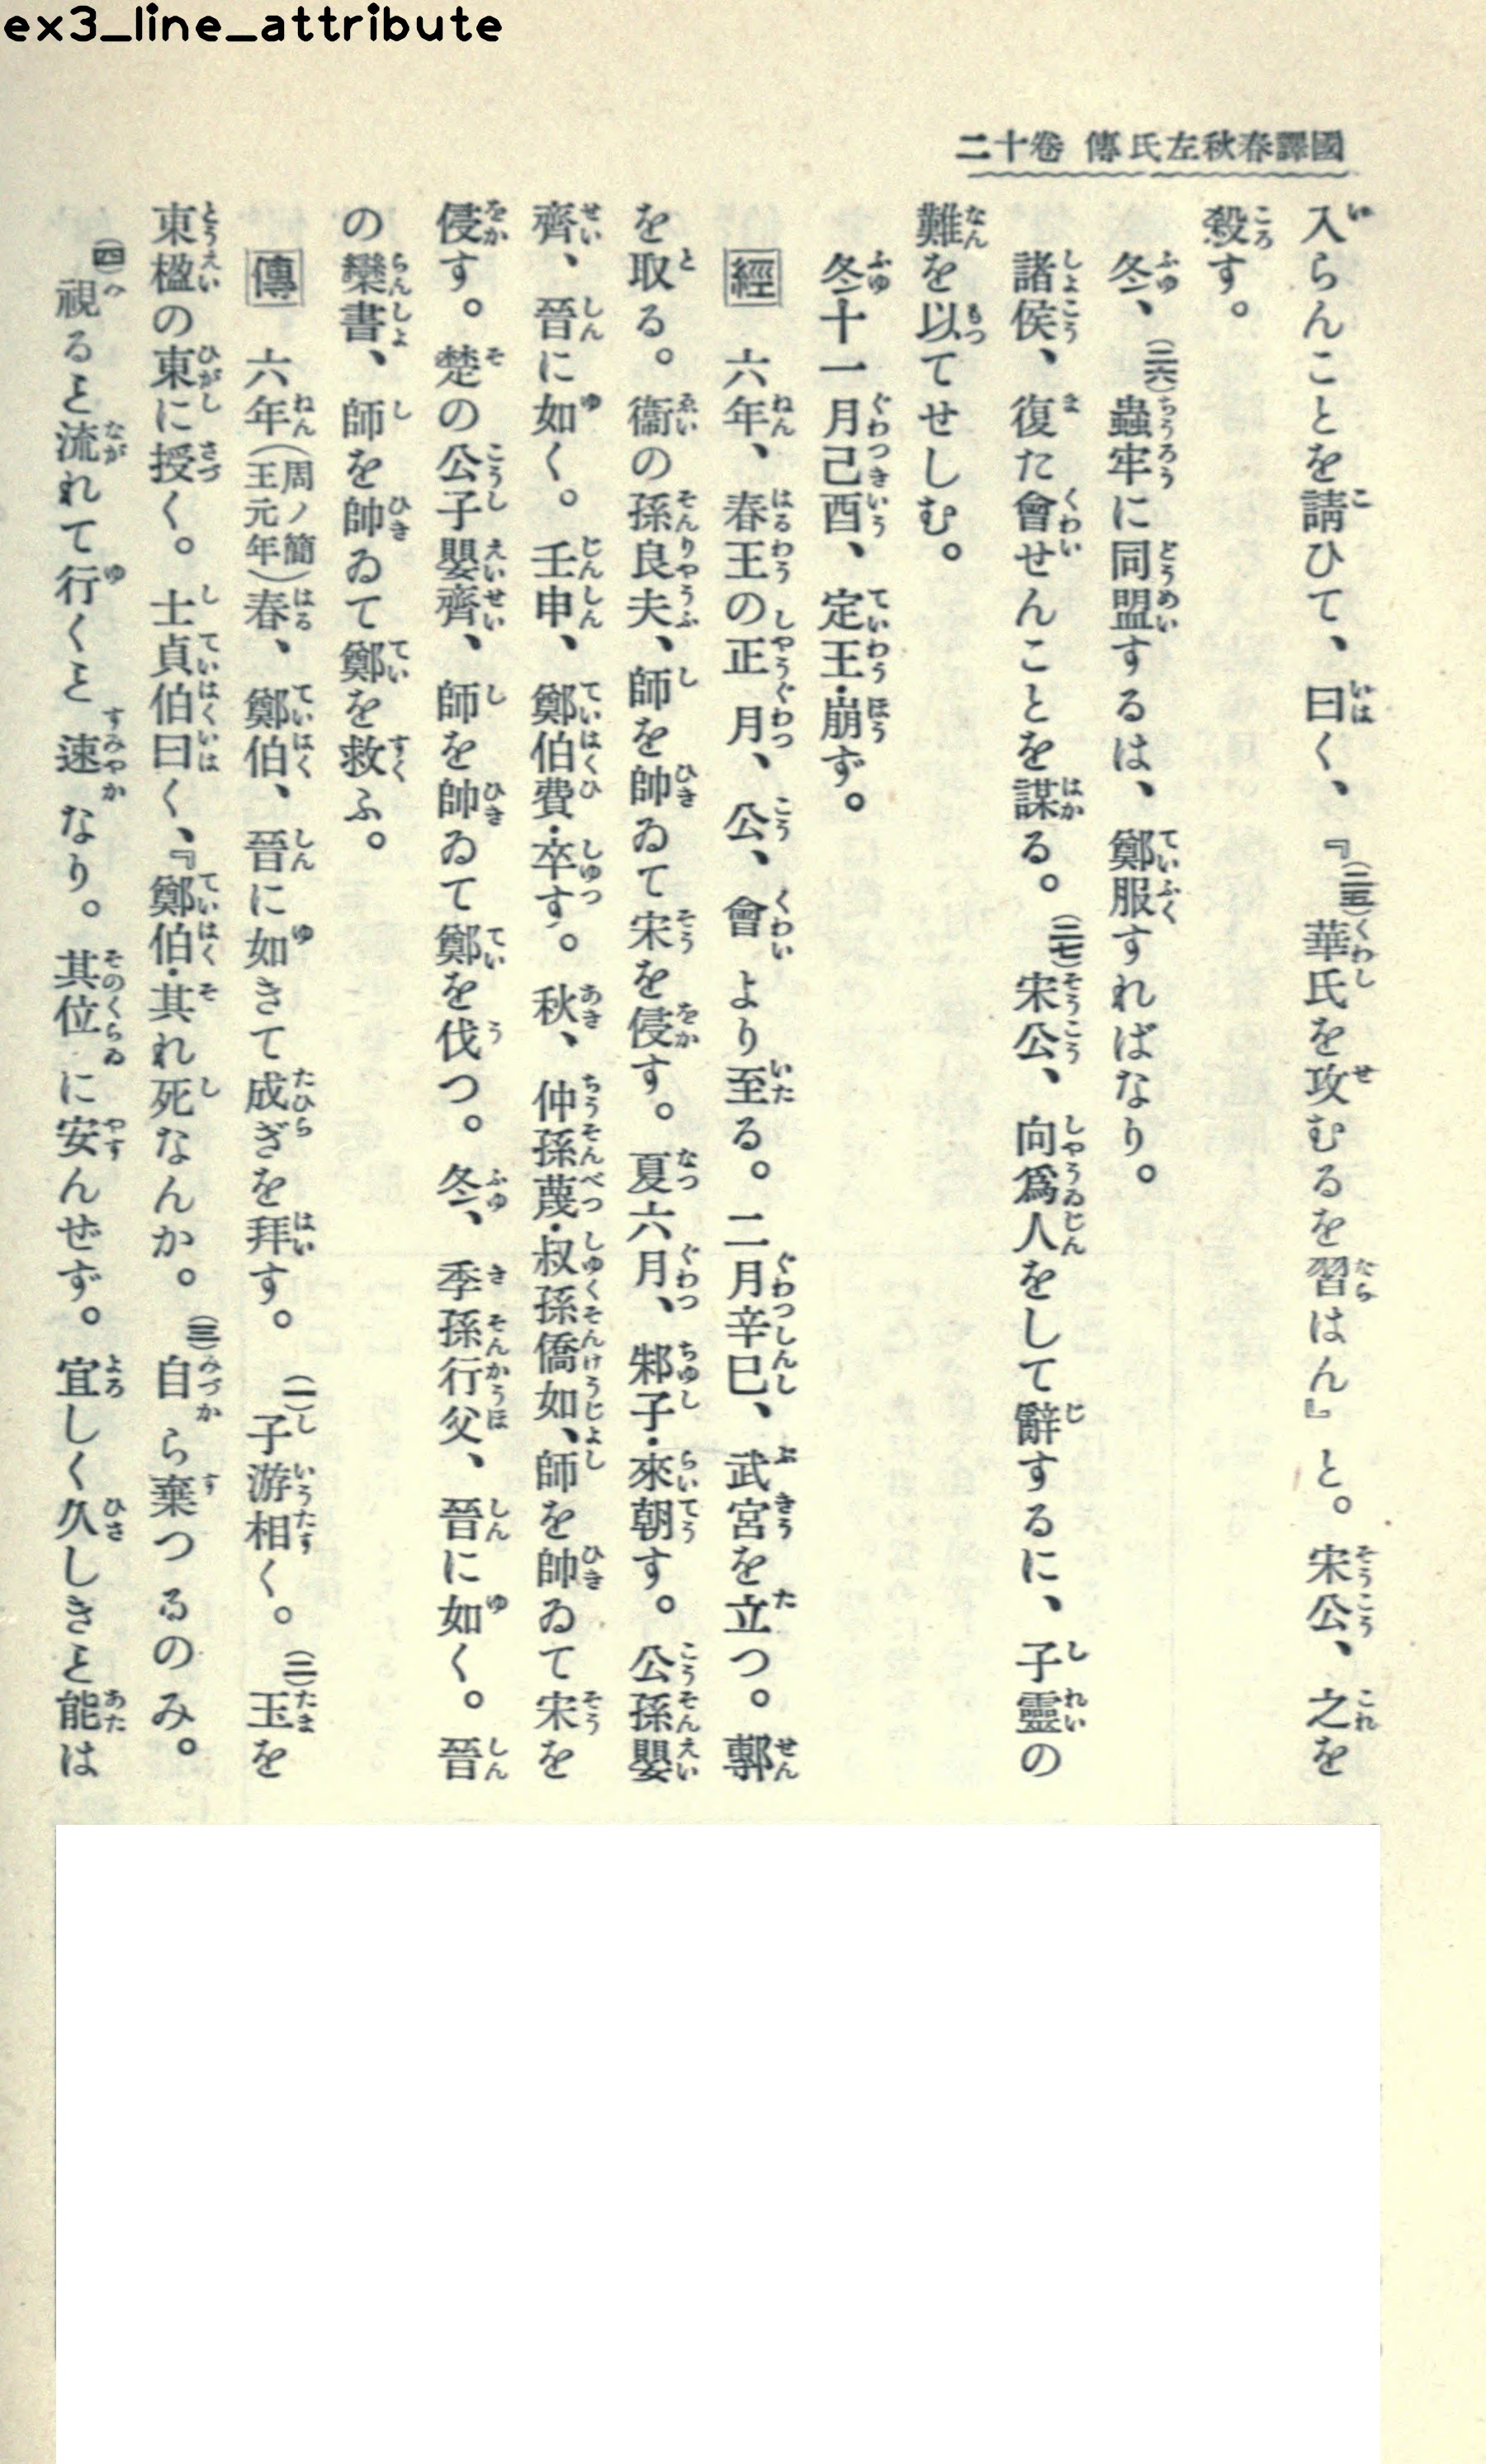 ex3_line_attribute
國譯春秋左氏傳 卷十二
入らんことを請ひて、曰く、『(二五)華氏を攻むるを習はん』と。宋公、之を
殺す。
冬、(二六)蟲牢に同盟するは、鄭服すればなり。
諸侯、復た會せんことを謀る。(二七)宋公、向爲人をして辭するに、子靈の
難を以てせしむ。
冬十一月己酉、定王・崩ず。
經 六年、春王の正月、公、會より至る。二月辛巳、武宮を立つ。鄟
を取る。衞の孫良夫、師を帥ゐて宋を侵す。夏六月、邾子・來朝す。公孫嬰
齊、晉に如く。壬申、鄭伯費・卒す。秋、仲孫蔑・叔孫僑如、師を帥ゐて宋を
侵す。楚の公子嬰齊、師を帥ゐて鄭を伐つ。冬、季孫行父、晉に如く。晉
の欒書、師を帥ゐて鄭を救ふ。
傳 六年(周ノ簡王元年)春、鄭伯、晉に如きて成ぎを拜す。(一)子游相く。(二)玉を
東楹の東に授く。士貞伯曰く、『鄭伯・其れ死なんか。(三)自ら棄つるのみ。
(四)視ると流れて行くと速なり。其位に安んぜず。宜しく久しきと能は